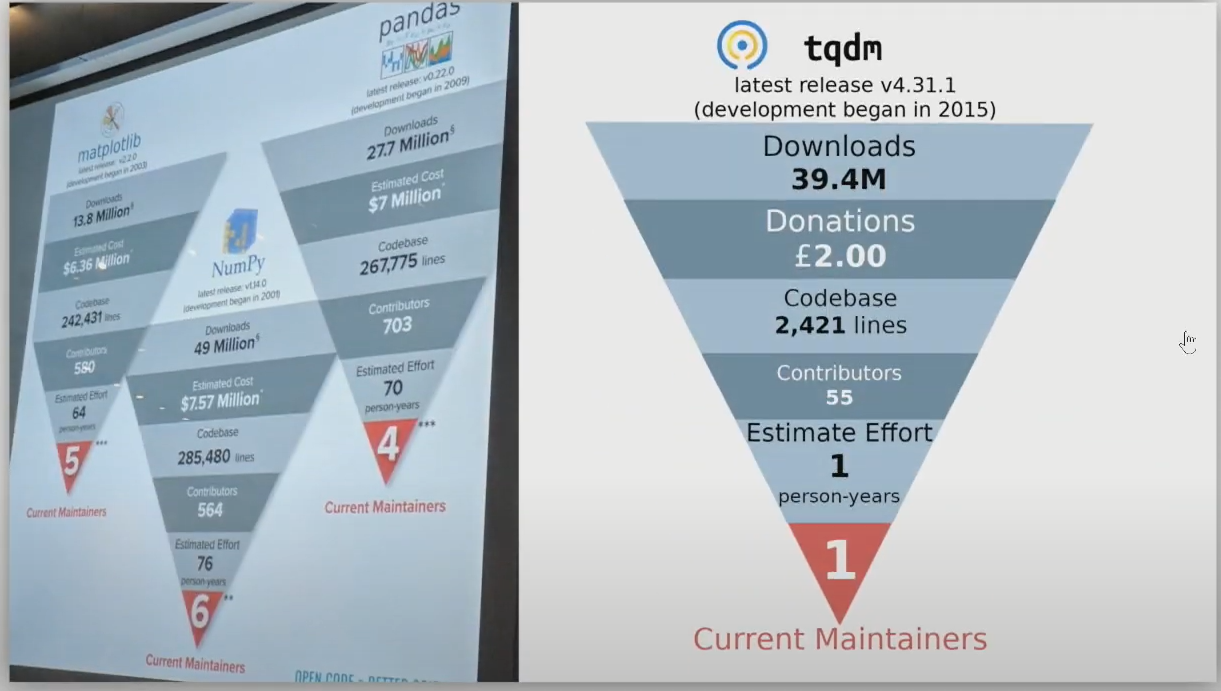 matplotlib
latest release: v2.2.0
(development began in 2003)
Downloads
13.8 Million§
Estimated Cost
$6.36 Million*
Codebase
242,431 lines
Contributors
580
Estimated Effort
64
person-years
5
***
Current Maintainers
NumPy
latest release: v1.14.0
(development began in 2001)
Downloads
49 Million§
Estimated Cost
$7.57 Million*
Codebase
285,480 lines
Contributors
564
Estimated Effort
76
person-years
6
**
Current Maintainers
pandas
latest release: v0.22.0
(development began in 2009)
Downloads
27.7 Million§
Estimated Cost
$7 Million*
Codebase
267,775 lines
Contributors
703
Estimated Effort
70
person-years
4
***
Current Maintainers
OPEN CODE
tqdm
latest release v4.31.1
(development began in 2015)
Downloads
39.4M
Donations
£2.00
Codebase
2,421 lines
Contributors
55
Estimate Effort
1
person-years
1
Current Maintainers